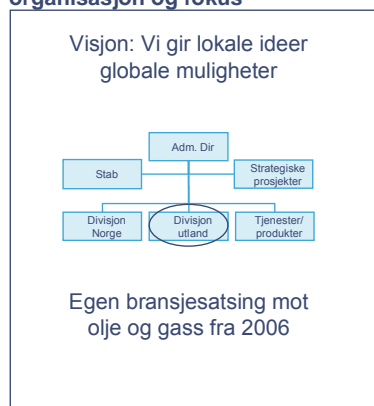 organisasjon og fokus
Visjon: Vi gir lokale ideer
globale muligheter
Adm. Dir
Stab
Strategiske
prosjekter
Divisjon
Norge
Divisjon
utland
Tjenester/
produkter
Egen bransjesatsing mot
olje og gass fra 2006